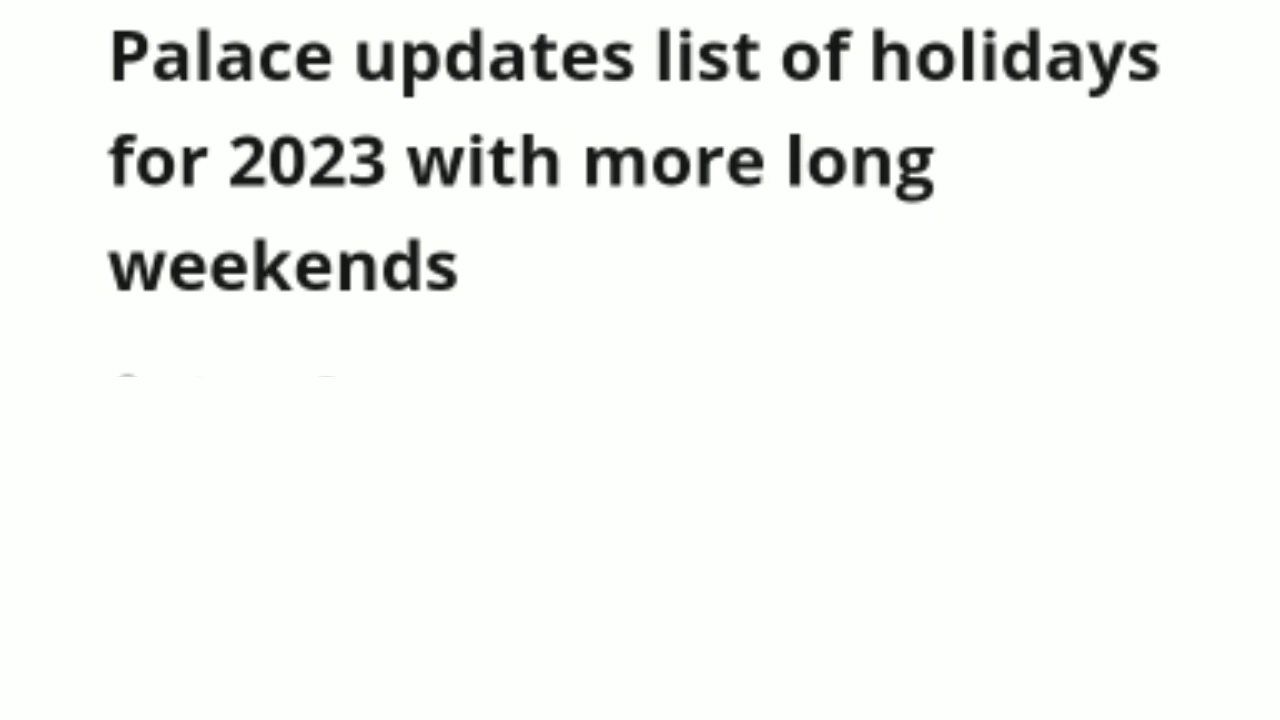 Palace updates list of holidays
for 2023 with more long
weekends